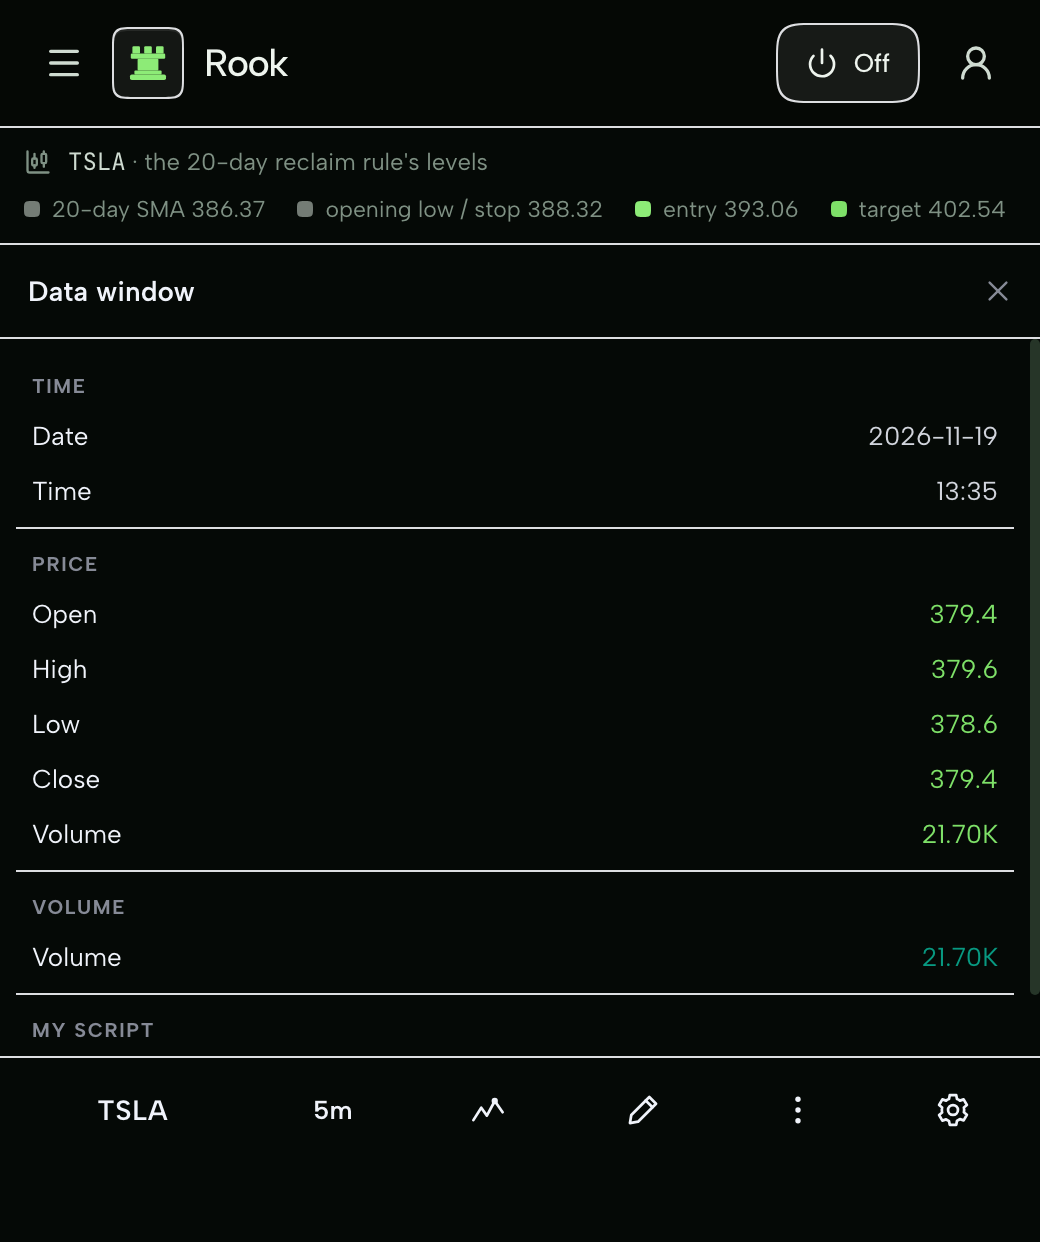 Rook
Off
TSLA · the 20-day reclaim rule's levels
20-day SMA 386.37 opening low / stop 388.32 entry 393.06 target 402.54
Data window
TIME
Date 2026-11-19
Time 13:35
PRICE
Open 379.4
High 379.6
Low 378.6
Close 379.4
Volume 21.70K
VOLUME
Volume 21.70K
MY SCRIPT
TSLA 5m